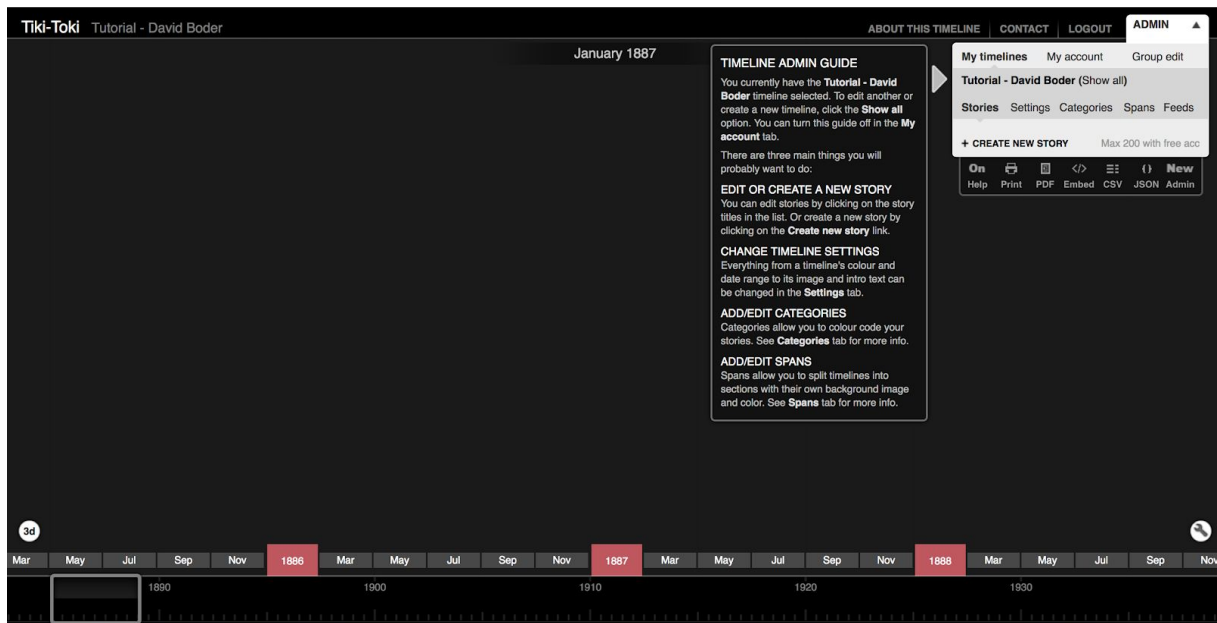 Tiki-Toki Tutorial - David Boder
ABOUT THIS TIMELINE CONTACT LOGOUT ADMIN
January 1887
TIMELINE ADMIN GUIDE
You currently have the Tutorial - David
Boder timeline selected. To edit another or
create a new timeline, click the Show all
option. You can turn this guide off in the My
account tab.
There are three main things you will
probably want to do:
EDIT OR CREATE A NEW STORY
You can edit stories by clicking on the story
titles in the list. Or create a new story by
clicking on the Create new story link.
CHANGE TIMELINE SETTINGS
Everything from a timeline's colour and
date range to its image and intro text can
be changed in the Settings tab.
ADD/EDIT CATEGORIES
Categories allow you to colour code your
stories. See Categories tab for more info.
ADD/EDIT SPANS
Spans allow you to split timelines into
sections with their own background image
and color. See Spans tab for more info.
My timelines My account Group edit
Tutorial - David Boder (Show all)
Stories Settings Categories Spans Feeds
+ CREATE NEW STORY Max 200 with free acc
On </> {} New
Help Print PDF Embed CSV JSON Admin
3d
Mar May Jul Sep Nov 1886 Mar May Jul Sep Nov 1887 Mar May Jul Sep Nov 1888 Mar May Jul Sep Nov
1890 1900 1910 1920 1930